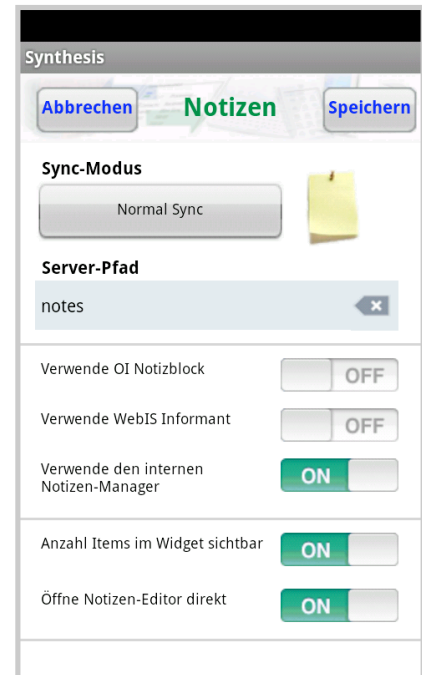 Synthesis
Abbrechen Notizen Speichern
Sync-Modus
Normal Sync
Server-Pfad
notes
Verwende OI Notizblock OFF
Verwende WebIS Informant OFF
Verwende den internen
Notizen-Manager ON
Anzahl Items im Widget sichtbar ON
Öffne Notizen-Editor direkt ON